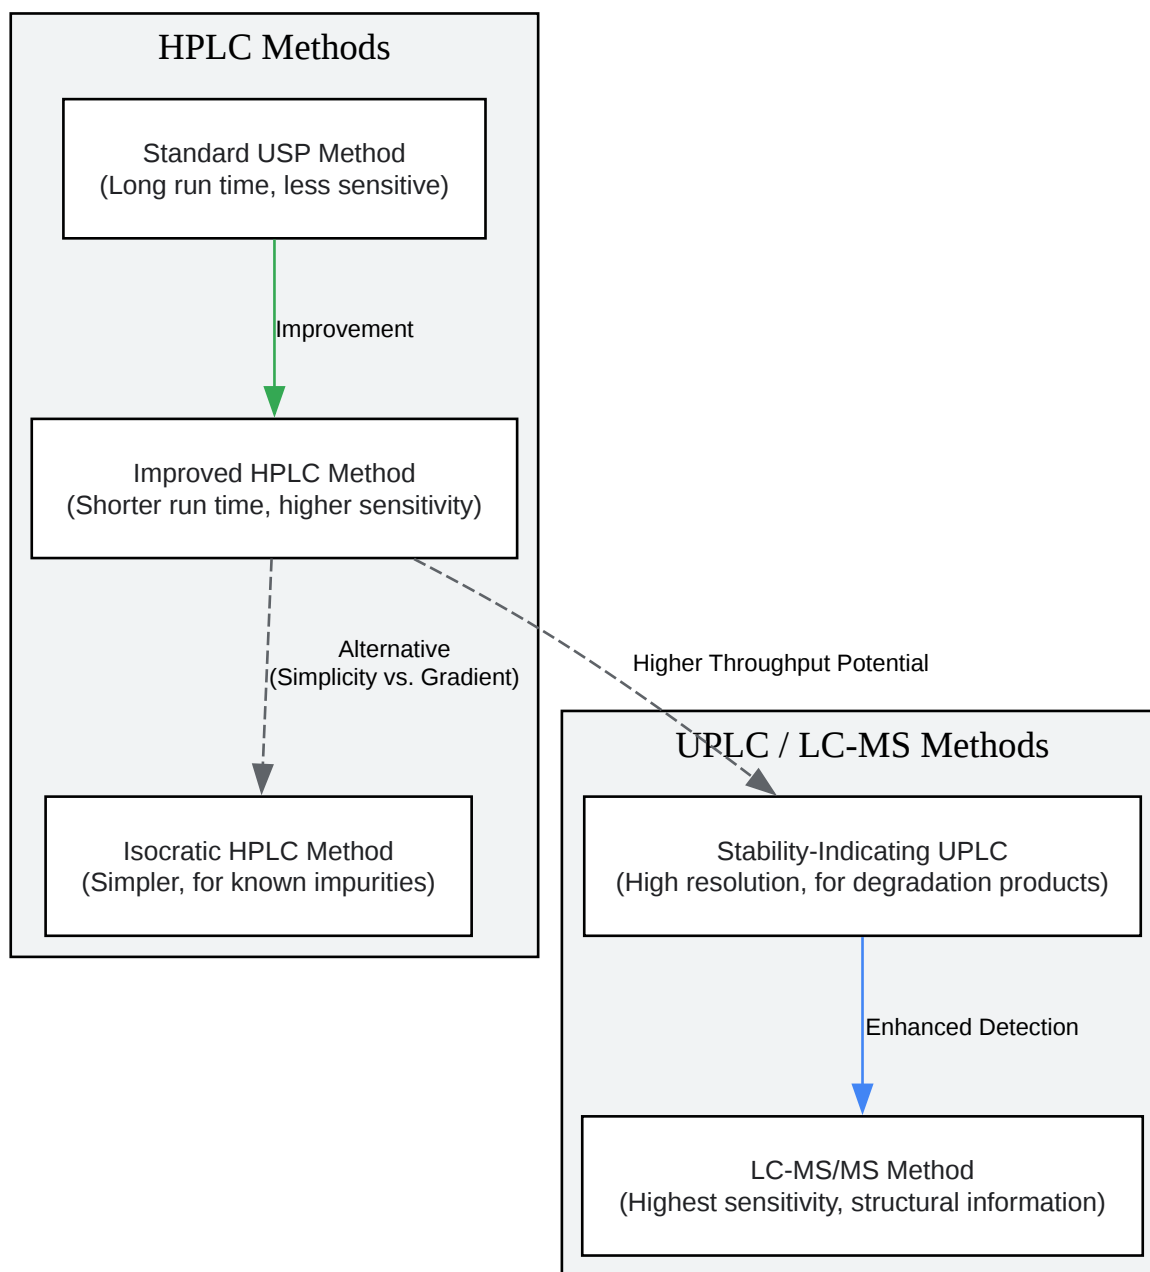 HPLC Methods
Standard USP Method
(Long run time, less sensitive)
Improvement
Improved HPLC Method
(Shorter run time, higher sensitivity)
Alternative
(Simplicity vs. Gradient)
Higher Throughput Potential
Isocratic HPLC Method
(Simpler, for known impurities)
UPLC / LC-MS Methods
Stability-Indicating UPLC
(High resolution, for degradation products)
Enhanced Detection
LC-MS/MS Method
(Highest sensitivity, structural information)